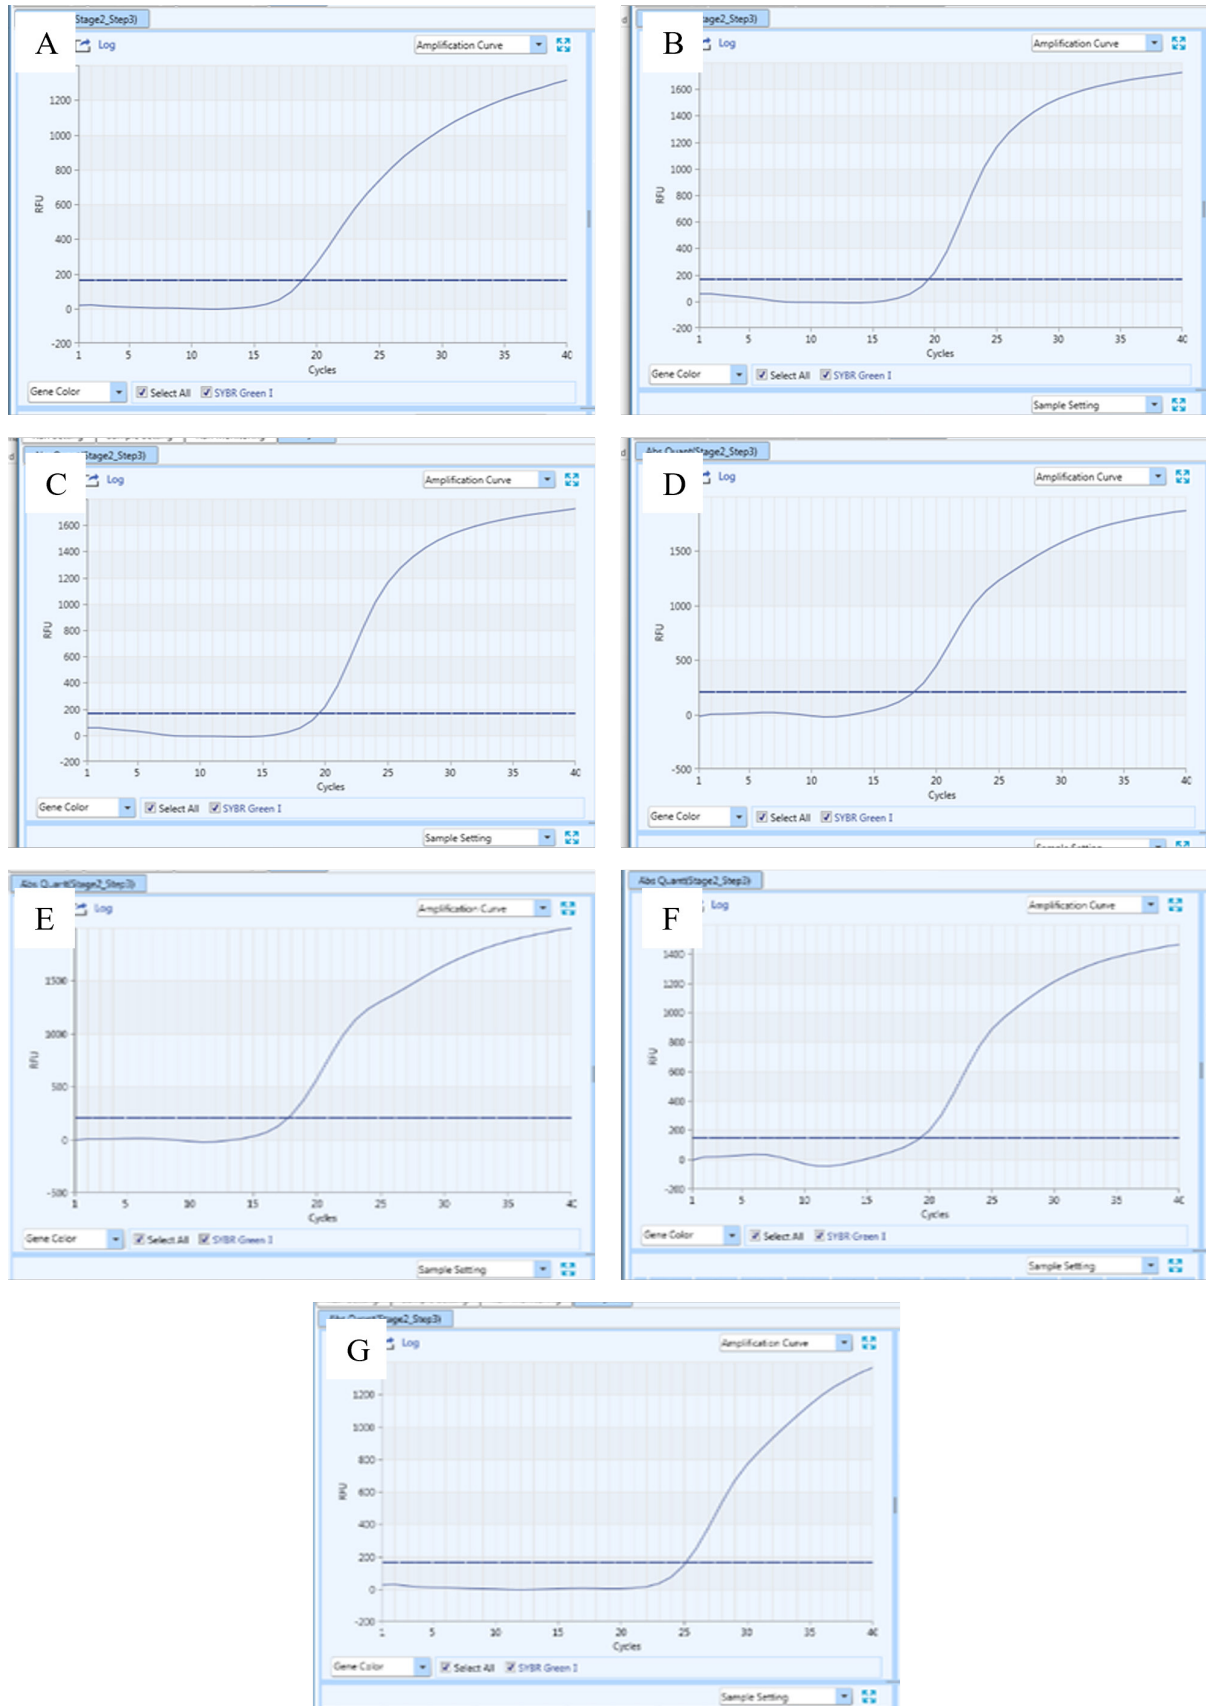 Stage2_Step3)
A
Log
Amplification Curve
1200
1000
800
600
400
200
0
-200
RFU
1 5 10 15 20 25 30 35 40
Cycles
Gene Color
Select All
SYBR Green I
age2_Step3)
B
Log
Amplification Curve
1600
1400
1200
1000
800
600
400
200
0
-200
RFU
1 5 10 15 20 25 30 35 40
Cycles
Gene Color
Select All
SYBR Green I
Sample Setting
Stage2_Step3)
C
Log
Amplification Curve
1600
1400
1200
1000
800
600
400
200
0
-200
RFU
1 5 10 15 20 25 30 35 40
Cycles
Gene Color
Select All
SYBR Green I
Sample Setting
Abs Quant(Stage2_Step3)
D
Log
Amplification Curve
1500
1000
500
0
-500
RFU
1 5 10 15 20 25 30 35 40
Cycles
Gene Color
Select All
SYBR Green I
Sample Setting
Abs Quant(Stage2_Step3)
E
Log
Amplification Curve
1500
1000
500
0
-500
RFU
1 5 10 15 20 25 30 35 40
Cycles
Gene Color
Select All
SYBR Green I
Sample Setting
Abs Quant(Stage2_Step3)
F
Log
Amplification Curve
1400
1200
1000
800
600
400
200
0
-200
RFU
1 5 10 15 20 25 30 35 40
Cycles
Gene Color
Select All
SYBR Green I
Sample Setting
Abs Quant(Stage2_Step3)
G
Log
Amplification Curve
1200
1000
800
600
400
200
0
-200
RFU
1 5 10 15 20 25 30 35 40
Cycles
Gene Color
Select All
SYBR Green I
Sample Setting